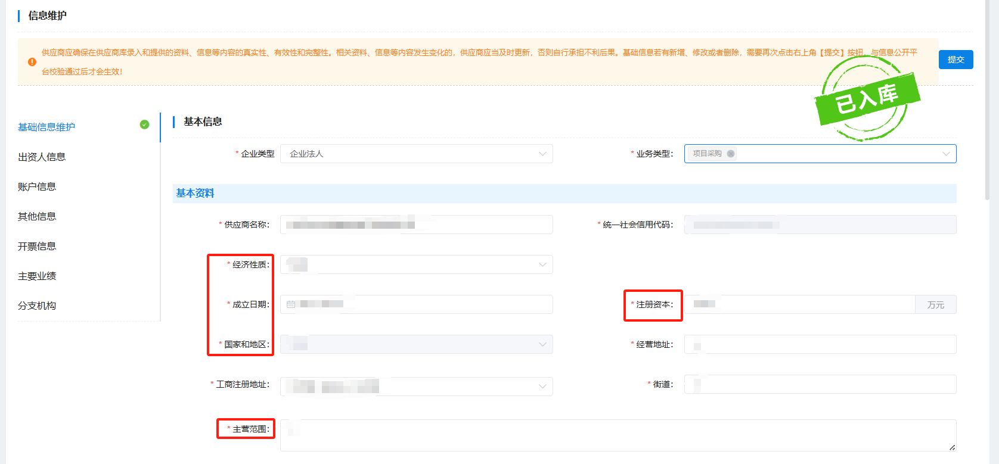 信息维护
供应商应确保在供应商库录入和提供的资料、信息等内容的真实性、有效性和完整性。相关资料、信息等内容发生变化的，供应商应当及时更新，否则自行承担不利后果。基础信息若有新增、修改或者删除，需要再次点击右上角【提交】按钮，与信息公开平
台校验通过后才会生效！
提交
已入库
基础信息维护
出资人信息
账户信息
其他信息
开票信息
主要业绩
分支机构
基本信息
* 企业类型 企业法人
* 业务类型： 项目采购
基本资料
* 供应商名称：
* 统一社会信用代码：
* 经济性质：
* 成立日期：
* 注册资本： 万元
* 国家和地区：
* 经营地址：
* 工商注册地址：
* 街道：
* 主营范围：